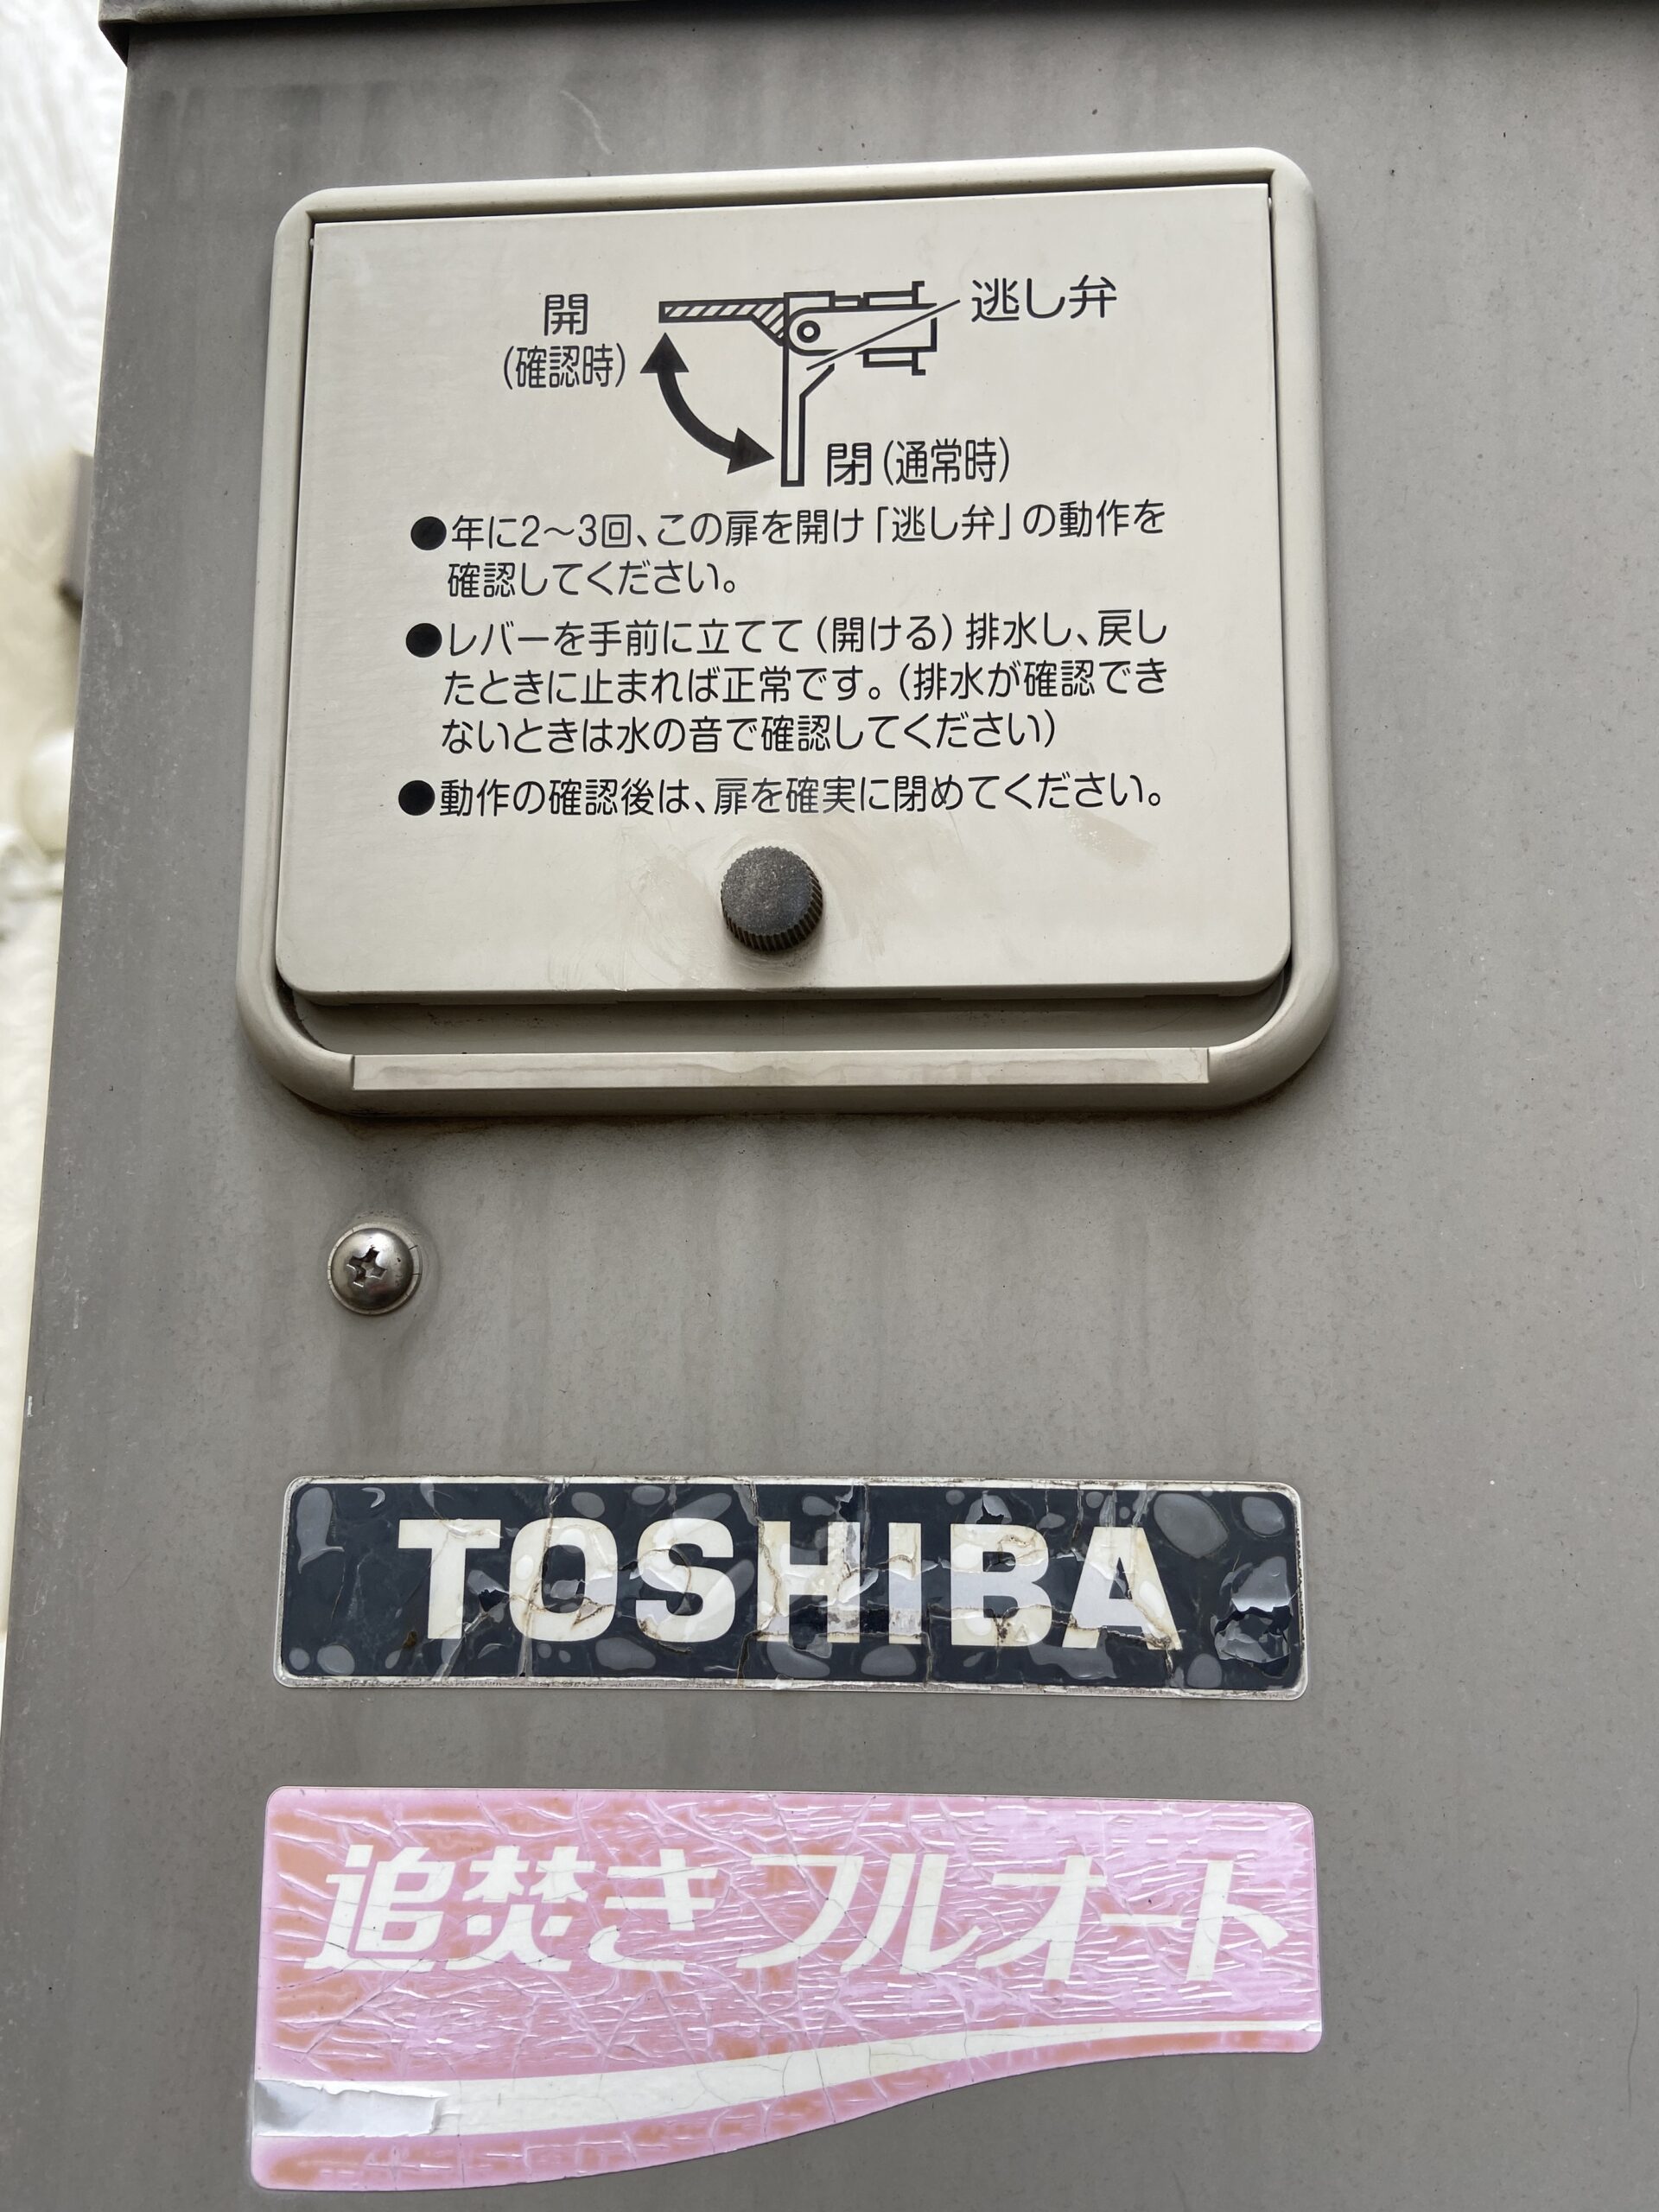 開
(確認時)
逃し弁
閉(通常時)
●年に2～3回、この扉を開け「逃し弁」の動作を
確認してください。
●レバーを手前に立てて(開ける)排水し、戻し
たときに止まれば正常です。(排水が確認でき
ないときは水の音で確認してください)
●動作の確認後は、扉を確実に閉めてください。
TOSHIBA
追焚きフルオート